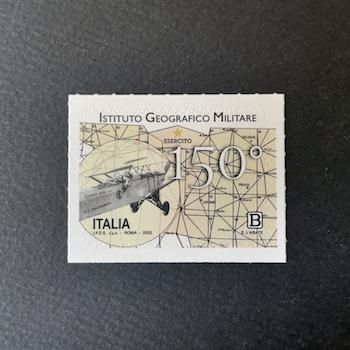 ISTITUTO GEOGRAFICO MILITARE
ESERCITO
150°
ITALIA
B
I.P.Z.S. S.p.A. - ROMA - 2022
E. L'ABATE